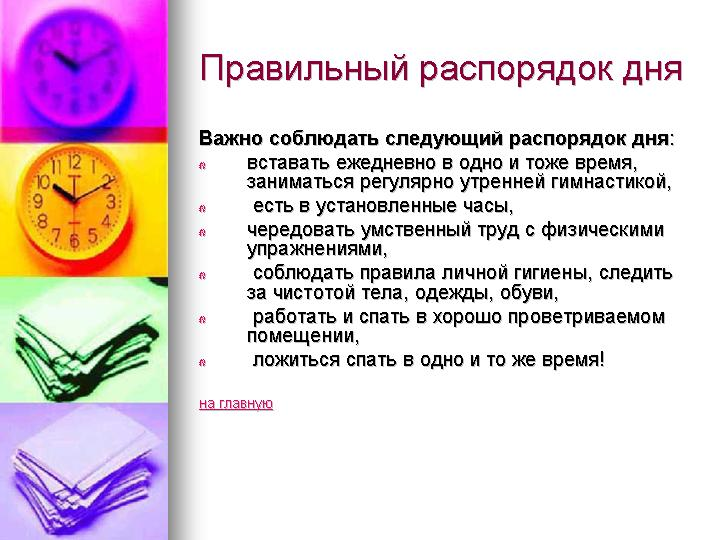 Правильный распорядок дня
Важно соблюдать следующий распорядок дня:
вставать ежедневно в одно и тоже время,
заниматься регулярно утренней гимнастикой,
есть в установленные часы,
чередовать умственный труд с физическими
упражнениями,
соблюдать правила личной гигиены, следить
за чистотой тела, одежды, обуви,
работать и спать в хорошо проветриваемом
помещении,
ложиться спать в одно и то же время!
на главную